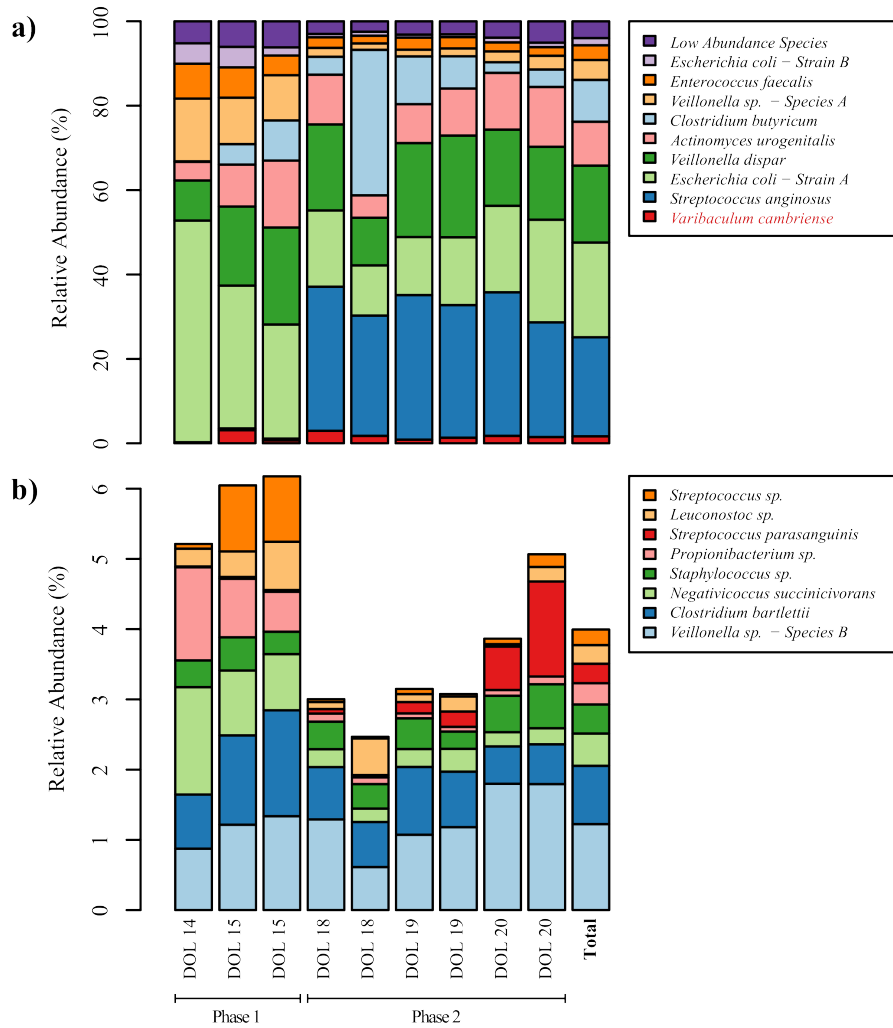 a)
Relative Abundance (%)
100
80
60
40
20
0
Low Abundance Species
Escherichia coli − Strain B
Enterococcus faecalis
Veillonella sp. − Species A
Clostridium butyricum
Actinomyces urogenitalis
Veillonella dispar
Escherichia coli − Strain A
Streptococcus anginosus
Varibaculum cambriense
b)
Relative Abundance (%)
6
5
4
3
2
1
0
Streptococcus sp.
Leuconostoc sp.
Streptococcus parasanguinis
Propionibacterium sp.
Staphylococcus sp.
Negativicoccus succinicivorans
Clostridium bartlettii
Veillonella sp. − Species B
DOL 14
DOL 15
DOL 15
DOL 18
DOL 18
DOL 19
DOL 19
DOL 20
DOL 20
Total
Phase 1
Phase 2